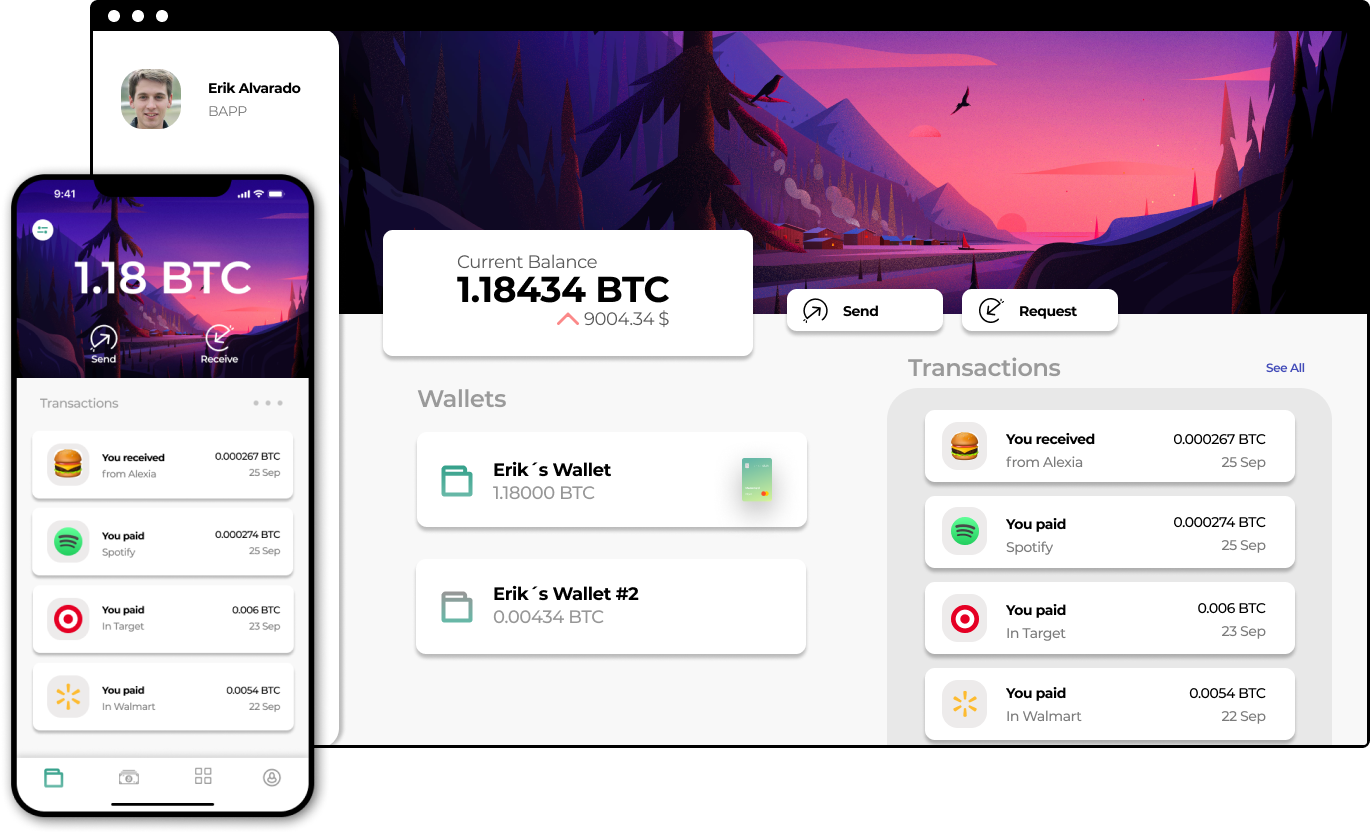 Erik Alvarado
BAPP
Current Balance
1.18434 BTC
9004.34 $
Send
Request
Wallets
Erik´s Wallet
1.18000 BTC
Erik´s Wallet #2
0.00434 BTC
Transactions
See All
You received
0.000267 BTC
from Alexia
25 Sep
You paid
0.000274 BTC
Spotify
25 Sep
You paid
0.006 BTC
In Target
23 Sep
You paid
0.0054 BTC
In Walmart
22 Sep
9:41
1.18 BTC
Send
Receive
Transactions
You received
0.000267 BTC
from Alexia
25 Sep
You paid
0.000274 BTC
Spotify
25 Sep
You paid
0.006 BTC
In Target
23 Sep
You paid
0.0054 BTC
In Walmart
22 Sep